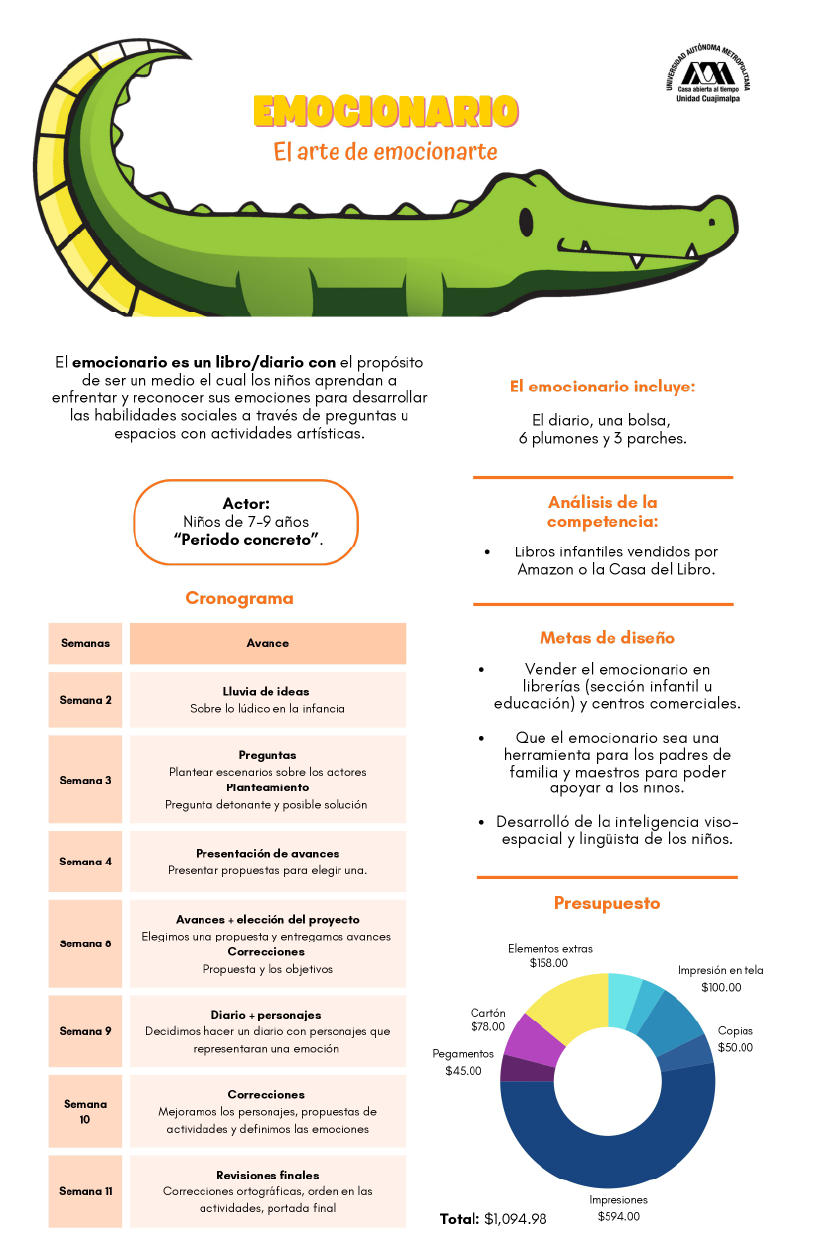 UNIVERSIDAD AUTÓNOMA METROPOLITANA
Casa abierta al tiempo
Unidad Cuajimalpa
EMOCIONARIO
El arte de emocionarte
El emocionario es un libro/diario con el propósito
de ser un medio el cual los niños aprendan a
enfrentar y reconocer sus emociones para desarrollar
las habilidades sociales a través de preguntas u
espacios con actividades artísticas.
Actor:
Niños de 7-9 años
“Periodo concreto”.
Cronograma
Semanas
Avance
Semana 2
Lluvia de ideas
Sobre lo lúdico en la infancia
Semana 3
Preguntas
Plantear escenarios sobre los actores
Planteamiento
Pregunta detonante y posible solución
Semana 4
Presentación de avances
Presentar propuestas para elegir una.
Semana 6
Avances + elección del proyecto
Elegimos una propuesta y entregamos avances
Correcciones
Propuesta y los objetivos
Semana 9
Diario + personajes
Decidimos hacer un diario con personajes que
representaran una emoción
Semana
10
Correcciones
Mejoramos los personajes, propuestas de
actividades y definimos las emociones
Semana 11
Revisiones finales
Correcciones ortográficas, orden en las
actividades, portada final
El emocionario incluye:
El diario, una bolsa,
6 plumones y 3 parches.
Análisis de la
competencia:
• Libros infantiles vendidos por
Amazon o la Casa del Libro.
Metas de diseño
• Vender el emocionario en
librerías (sección infantil u
educación) y centros comerciales.
• Que el emocionario sea una
herramienta para los padres de
familia y maestros para poder
apoyar a los niños.
• Desarrolló de la inteligencia viso-
espacial y lingüista de los niños.
Presupuesto
Elementos extras
$158.00
Impresión en tela
$100.00
Cartón
$78.00
Copias
$50.00
Pegamentos
$45.00
Impresiones
$594.00
Total: $1,094.98